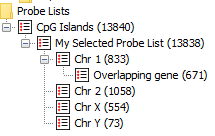 Probe Lists
CpG Islands (13840)
My Selected Probe List (13838)
Chr 1 (833)
Overlapping gene (671)
Chr 2 (1058)
Chr X (554)
Chr Y (73)